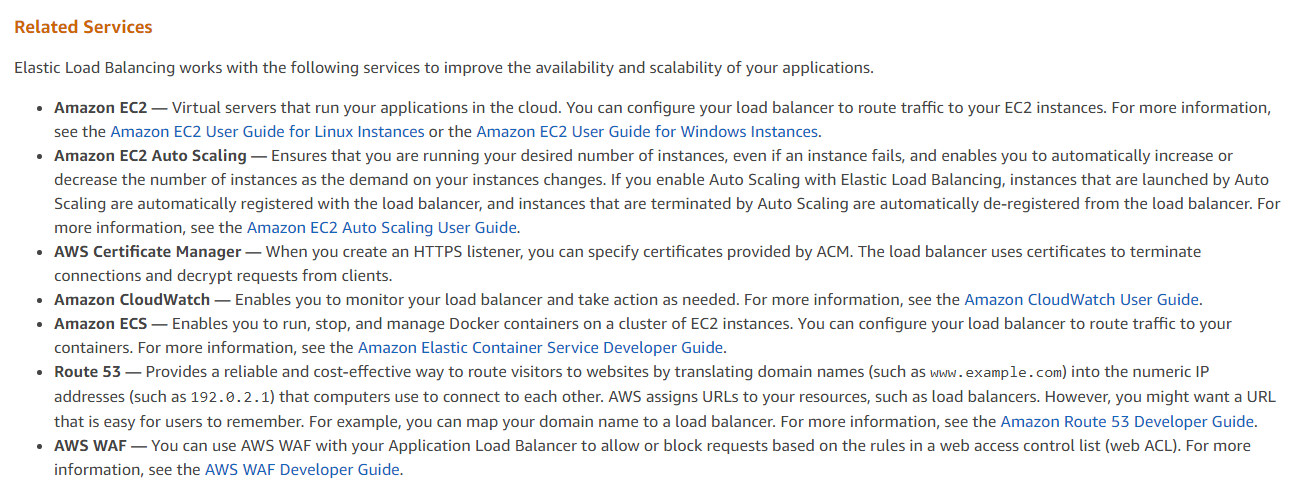 Related Services
Elastic Load Balancing works with the following services to improve the availability and scalability of your applications.
• Amazon EC2 — Virtual servers that run your applications in the cloud. You can configure your load balancer to route traffic to your EC2 instances. For more information,
see the Amazon EC2 User Guide for Linux Instances or the Amazon EC2 User Guide for Windows Instances.
• Amazon EC2 Auto Scaling — Ensures that you are running your desired number of instances, even if an instance fails, and enables you to automatically increase or
decrease the number of instances as the demand on your instances changes. If you enable Auto Scaling with Elastic Load Balancing, instances that are launched by Auto
Scaling are automatically registered with the load balancer, and instances that are terminated by Auto Scaling are automatically de-registered from the load balancer. For
more information, see the Amazon EC2 Auto Scaling User Guide.
• AWS Certificate Manager — When you create an HTTPS listener, you can specify certificates provided by ACM. The load balancer uses certificates to terminate
connections and decrypt requests from clients.
• Amazon CloudWatch — Enables you to monitor your load balancer and take action as needed. For more information, see the Amazon CloudWatch User Guide.
• Amazon ECS — Enables you to run, stop, and manage Docker containers on a cluster of EC2 instances. You can configure your load balancer to route traffic to your
containers. For more information, see the Amazon Elastic Container Service Developer Guide.
• Route 53 — Provides a reliable and cost-effective way to route visitors to websites by translating domain names (such as www.example.com) into the numeric IP
addresses (such as 192.0.2.1) that computers use to connect to each other. AWS assigns URLs to your resources, such as load balancers. However, you might want a URL
that is easy for users to remember. For example, you can map your domain name to a load balancer. For more information, see the Amazon Route 53 Developer Guide.
• AWS WAF — You can use AWS WAF with your Application Load Balancer to allow or block requests based on the rules in a web access control list (web ACL). For more
information, see the AWS WAF Developer Guide.